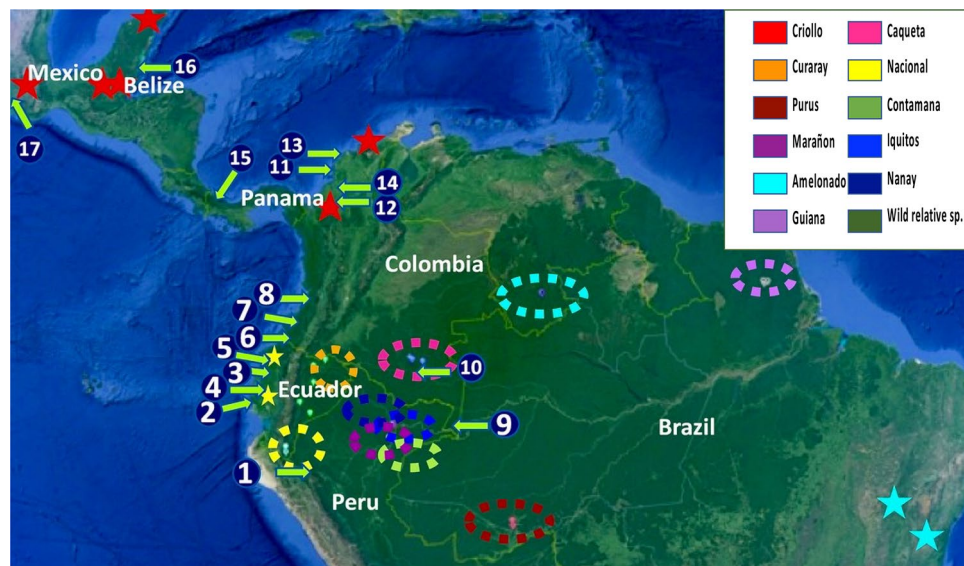 Criollo
Caqueta
Curaray
Nacional
Purus
Contamana
Marañon
Iquitos
Amelonado
Nanay
Guiana
Wild relative sp.
Mexico
Belize
16
17
15
13
11
14
12
Panama
Colombia
8
7
6
5
3
4
2
Ecuador
10
9
Brazil
1
Peru